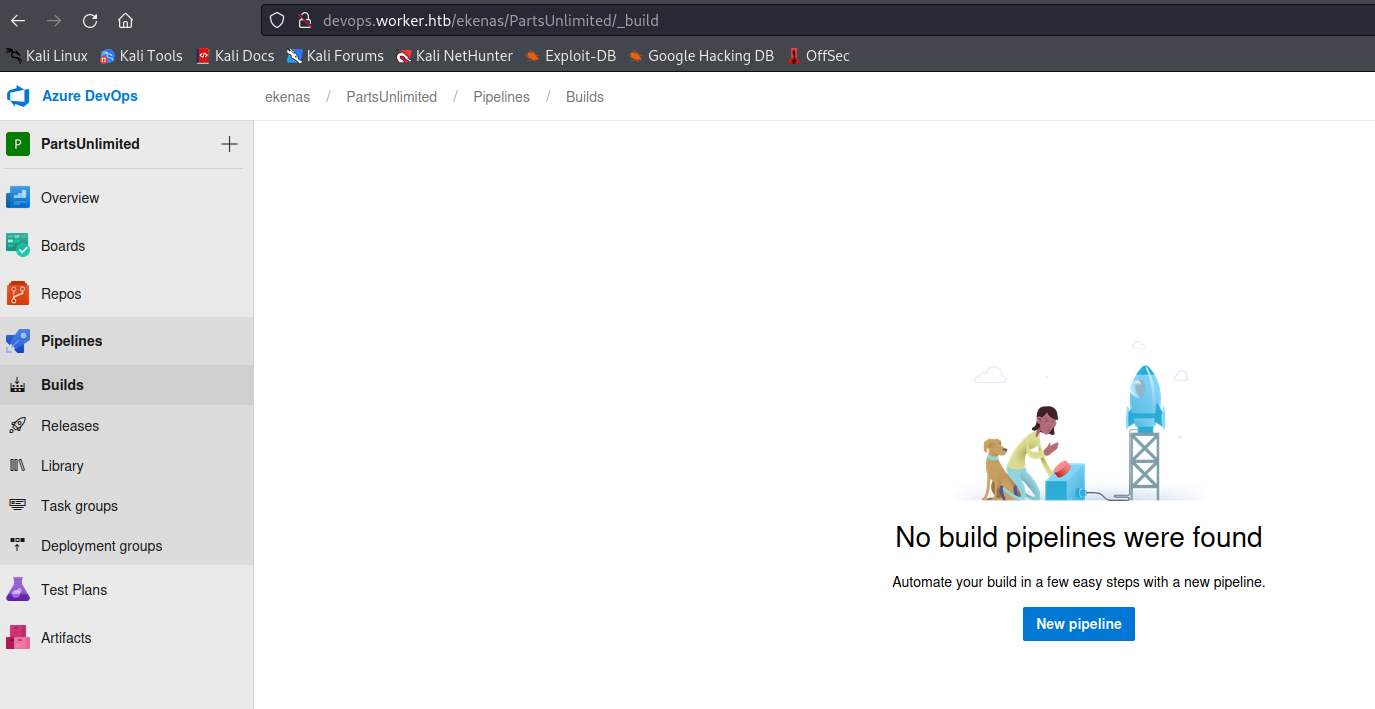 devops.worker.htb/ekenas/PartsUnlimited/_build
Kali Linux Kali Tools Kali Docs Kali Forums Kali NetHunter Exploit-DB Google Hacking DB OffSec
Azure DevOps ekenas / PartsUnlimited / Pipelines / Builds
P PartsUnlimited
Overview
Boards
Repos
Pipelines
Builds
Releases
Library
Task groups
Deployment groups
Test Plans
Artifacts
No build pipelines were found
Automate your build in a few easy steps with a new pipeline.
New pipeline